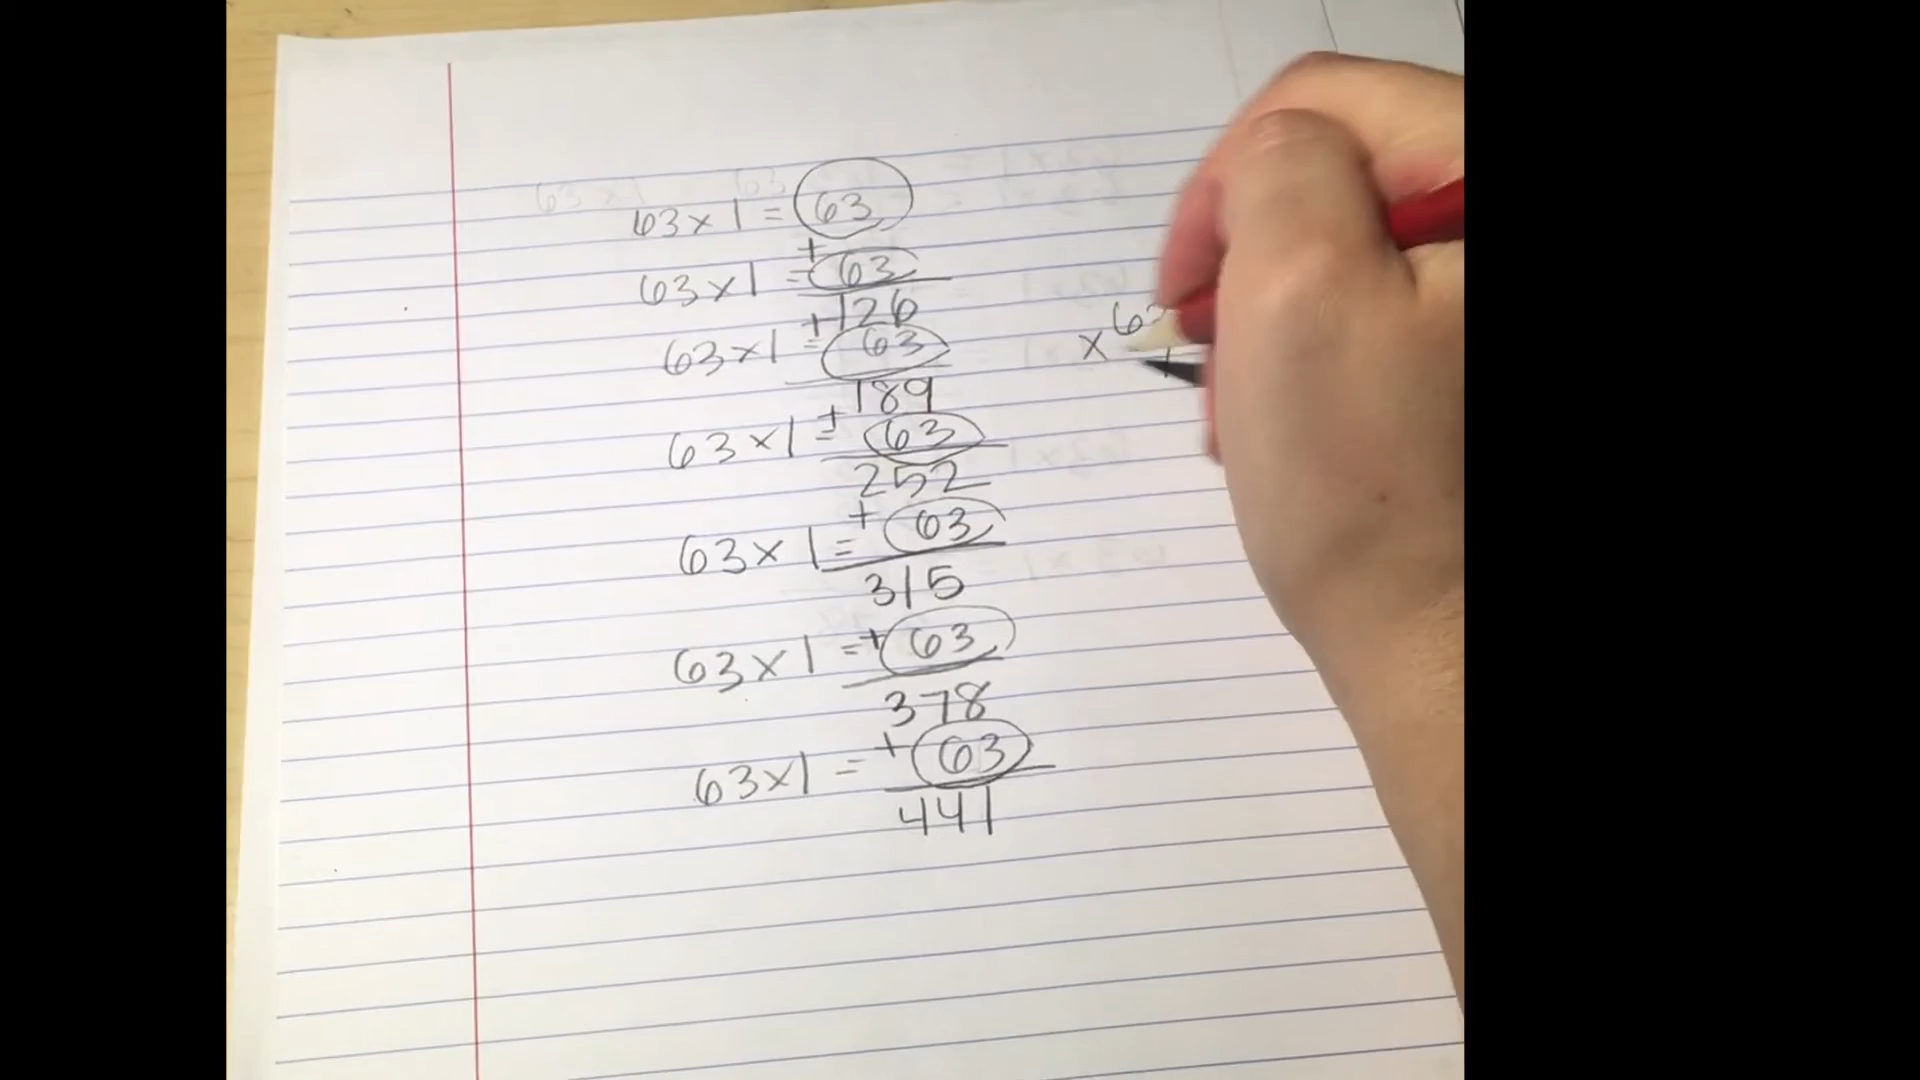 63 x 1 = 63
63 x 1 = + 63
126
63 x 1 = + 63
189
63 x 1 = + 63
252
63 x 1 = + 63
315
63 x 1 = + 63
378
63 x 1 = + 63
441
x 63